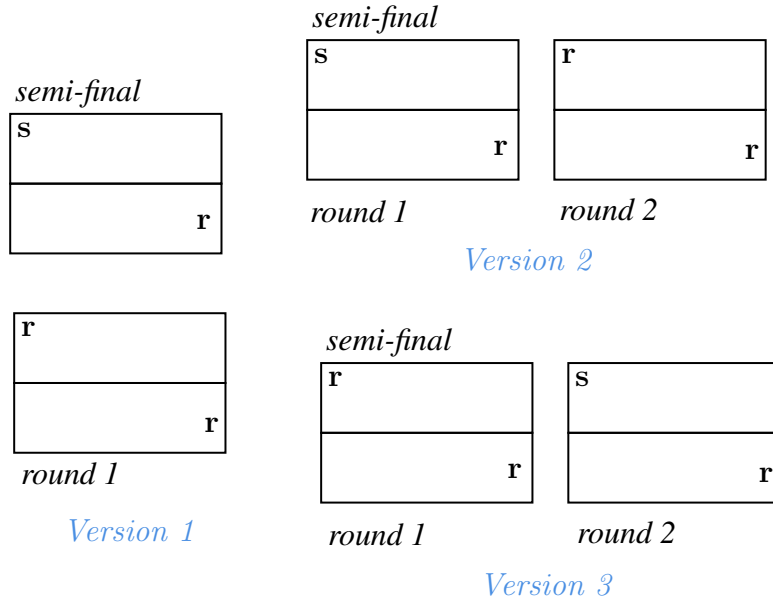 semi-final
s
r
r
r
round 1
Version 1
semi-final
s
r
r
r
round 1
round 2
Version 2
semi-final
r
s
r
r
round 1
round 2
Version 3